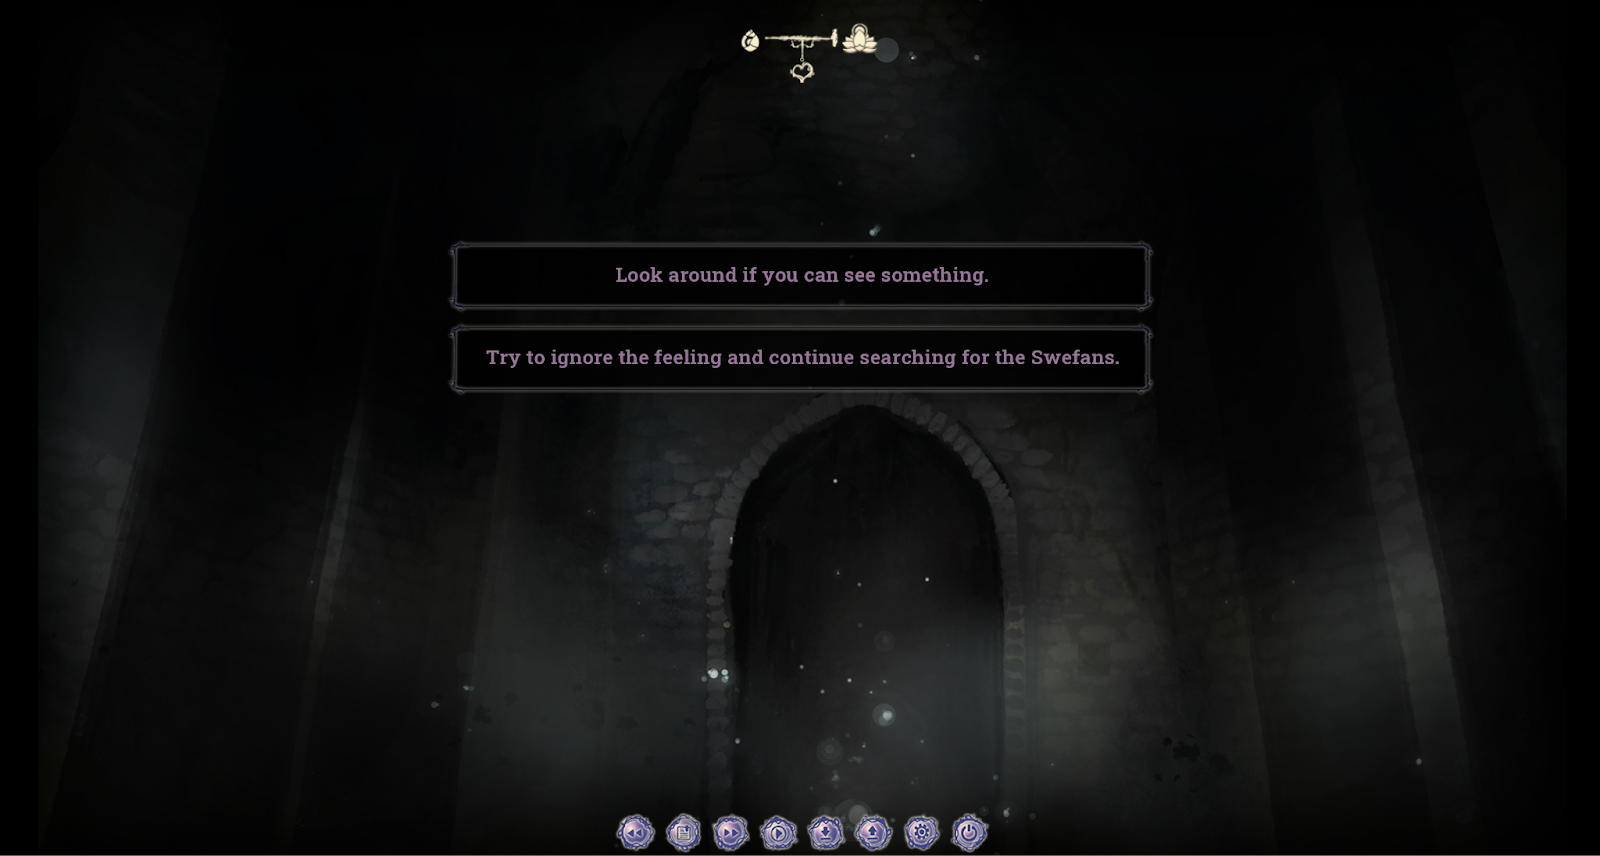 Look around if you can see something.
Try to ignore the feeling and continue searching for the Swefans.